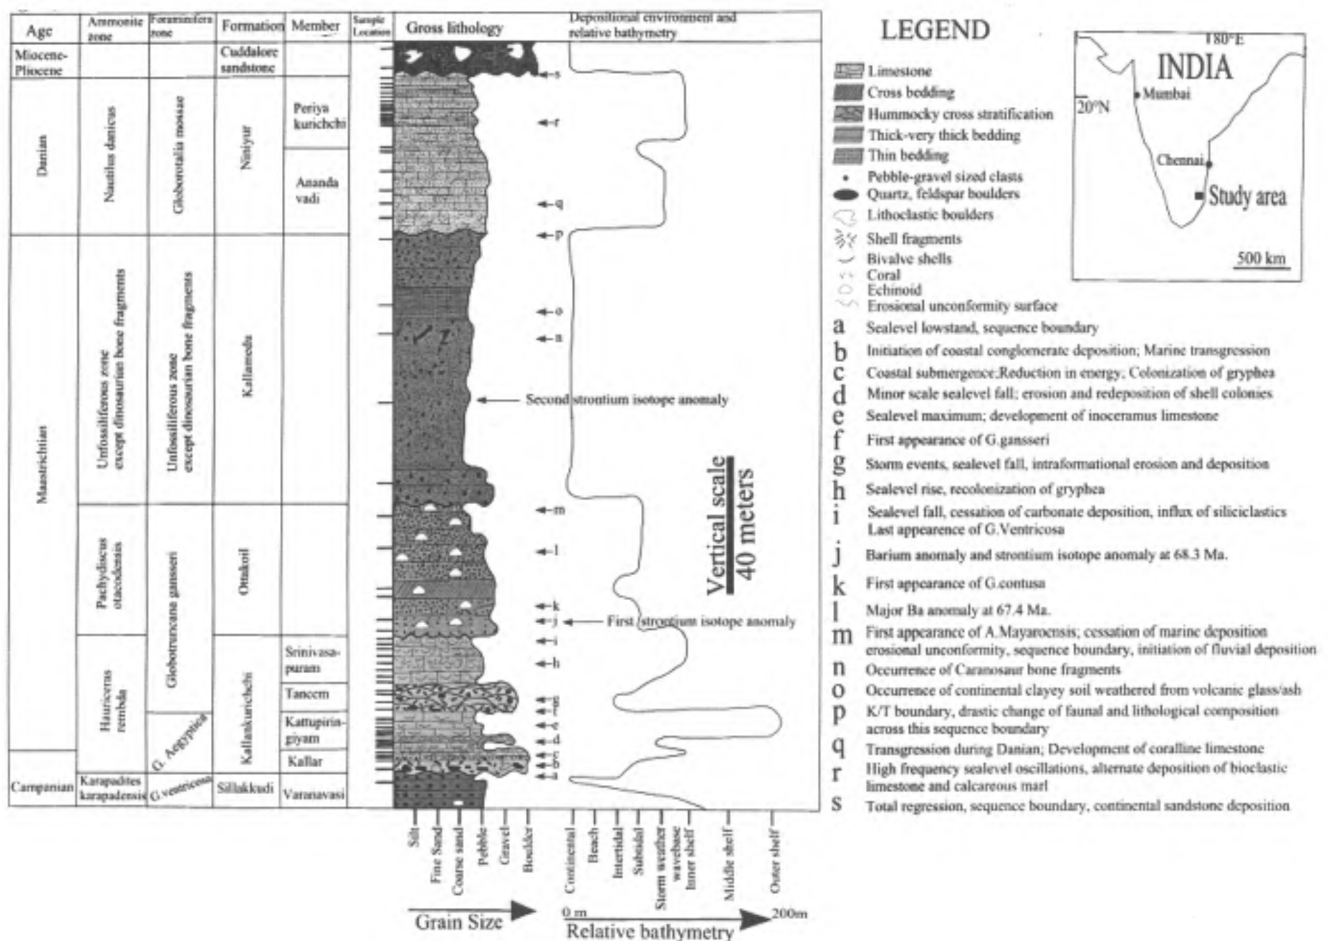 Age
Ammonite zone
Foraminifera zone
Formation
Member
Sample Location
Gross lithology
Depositional environment and relative bathymetry
Miocene-Pliocene
Cuddalore sandstone
Danian
Nautilus danicus
Globorotalia mossae
Niniyur
Periya kurichchi
Ananda vadi
Maastrichtian
Unfossiliferous zone
except dinosaurian bone fragments
Unfossiliferous zone
except dinosaurian bone fragments
Kallamedu
Pachydiscus otacodensis
Globotruncana gansseri
Ottakoil
Hauriceras rembda
G. Aegyptica
Kallankurichchi
Srinivasa-puram
Tancem
Kattupirin-giyam
Kallar
Campanian
Karapadites karapadensis
G.ventricosa
Sillakkudi
Varanavasi
s
r
q
p
o
n
Second strontium isotope anomaly
m
l
k
j
First strontium isotope anomaly
i
h
d
Vertical scale
40 meters
Silt
Fine Sand
Coarse sand
Pebble
Gravel
Boulder
Grain Size
Continental
Beach
Intertidal
Subtidal
Storm weather wavebase
Inner shelf
Middle shelf
Outer shelf
0 m
200m
Relative bathymetry
LEGEND
Limestone
Cross bedding
Hummocky cross stratification
Thick-very thick bedding
Thin bedding
Pebble-gravel sized clasts
Quartz, feldspar boulders
Lithoclastic boulders
Shell fragments
Bivalve shells
Coral
Echinoid
Erosional unconformity surface
80°E
INDIA
20°N
Mumbai
Chennai
Study area
500 km
a Sealevel lowstand, sequence boundary
b Initiation of coastal conglomerate deposition; Marine transgression
c Coastal submergence;Reduction in energy; Colonization of gryphea
d Minor scale sealevel fall; erosion and redeposition of shell colonies
e Sealevel maximum; development of inoceramus limestone
f First appearance of G.gansseri
g Storm events, sealevel fall, intraformational erosion and deposition
h Sealevel rise, recolonization of gryphea
i Sealevel fall, cessation of carbonate deposition, influx of siliciclastics
Last appearence of G.Ventricosa
j Barium anomaly and strontium isotope anomaly at 68.3 Ma.
k First appearance of G.contusa
l Major Ba anomaly at 67.4 Ma.
m First appearance of A.Mayaroensis; cessation of marine deposition
erosional unconformity, sequence boundary, initiation of fluvial deposition
n Occurrence of Caranosaur bone fragments
o Occurrence of continental clayey soil weathered from volcanic glass/ash
p K/T boundary, drastic change of faunal and lithological composition
across this sequence boundary
q Transgression during Danian; Development of coralline limestone
r High frequency sealevel oscillations, alternate deposition of bioclastic
limestone and calcareous marl
s Total regression, sequence boundary, continental sandstone deposition